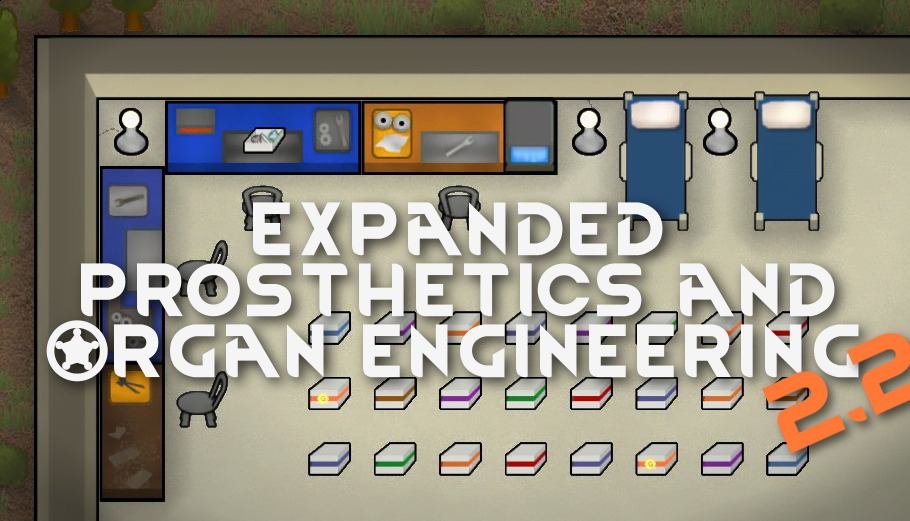 EXPANDED
PROSTHETICS AND
ORGAN ENGINEERING
2.2